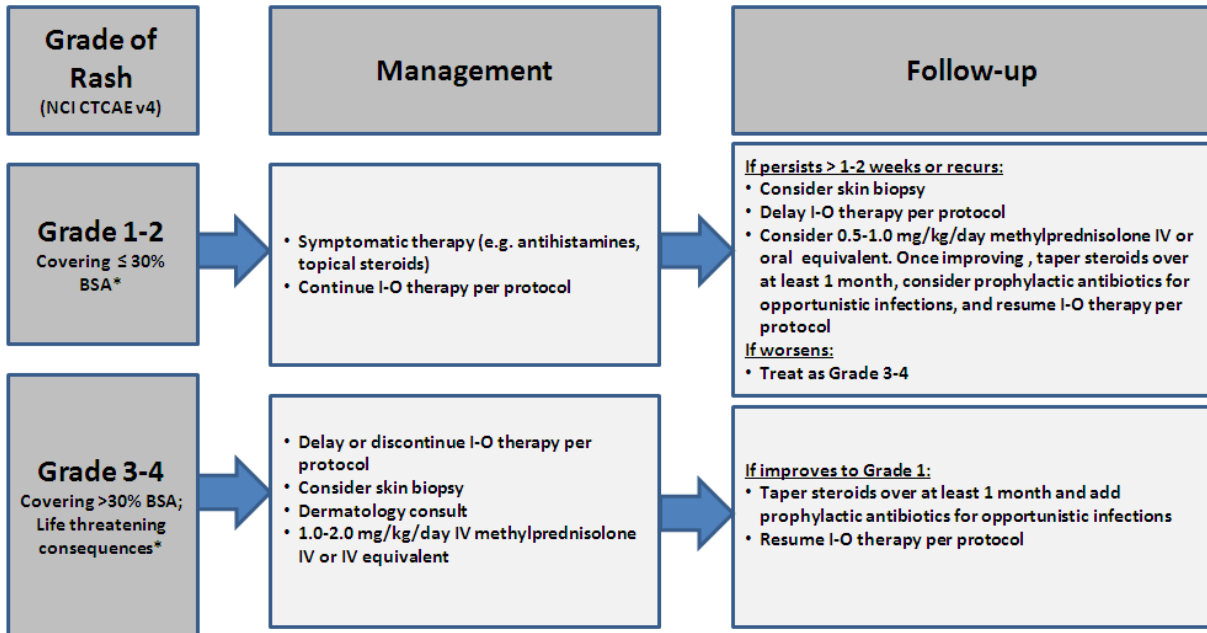 Grade of
Rash
(NCI CTCAE v4)
Management
Follow-up
Grade 1-2
Covering ≤ 30%
BSA*
• Symptomatic therapy (e.g. antihistamines,
topical steroids)
• Continue I-O therapy per protocol
If persists > 1-2 weeks or recurs:
• Consider skin biopsy
• Delay I-O therapy per protocol
• Consider 0.5-1.0 mg/kg/day methylprednisolone IV or
oral equivalent. Once improving , taper steroids over
at least 1 month, consider prophylactic antibiotics for
opportunistic infections, and resume I-O therapy per
protocol
If worsens:
• Treat as Grade 3-4
Grade 3-4
Covering >30% BSA;
Life threatening
consequences*
• Delay or discontinue I-O therapy per
protocol
• Consider skin biopsy
• Dermatology consult
• 1.0-2.0 mg/kg/day IV methylprednisolone
IV or IV equivalent
If improves to Grade 1:
• Taper steroids over at least 1 month and add
prophylactic antibiotics for opportunistic infections
• Resume I-O therapy per protocol